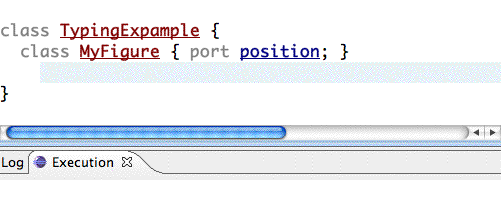 class TypingExpample {
class MyFigure { port position; }
}
Log Execution